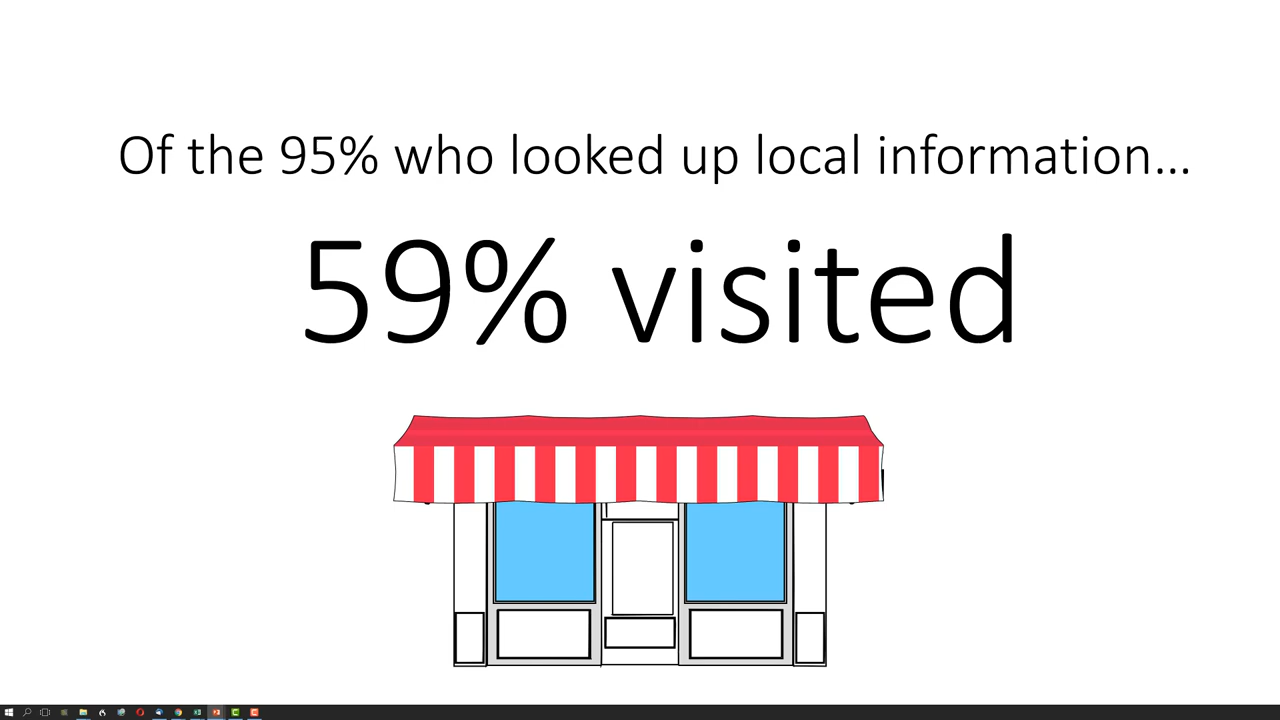 Of the 95% who looked up local information...
59% visited